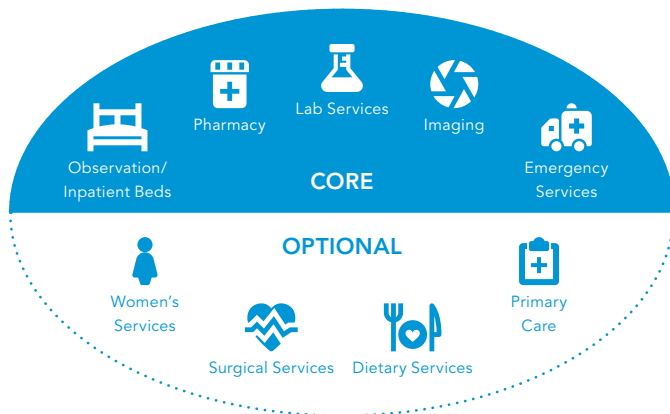 Lab Services
Pharmacy
Imaging
Observation/
Inpatient Beds
Emergency
Services
CORE
OPTIONAL
Women’s
Services
Primary
Care
Surgical Services
Dietary Services